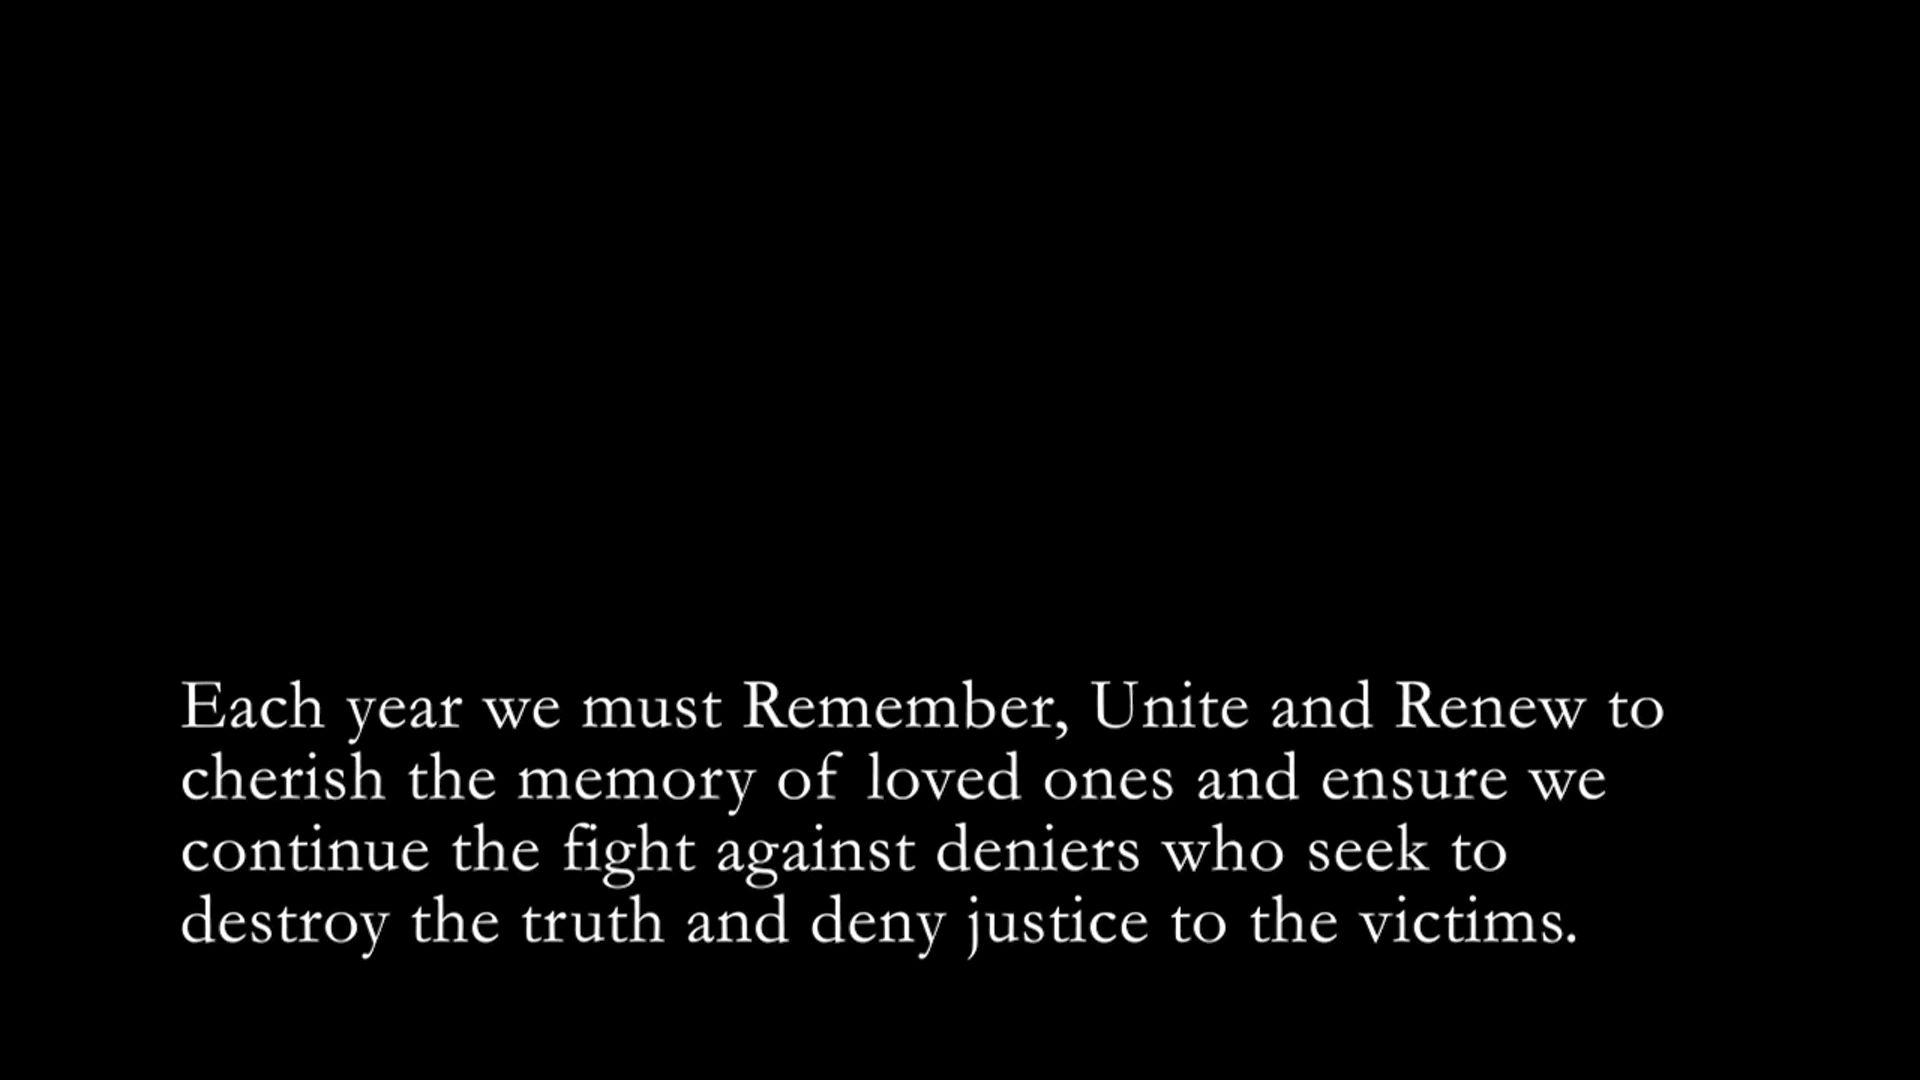 Each year we must Remember, Unite and Renew to
cherish the memory of loved ones and ensure we
continue the fight against deniers who seek to
destroy the truth and deny justice to the victims.